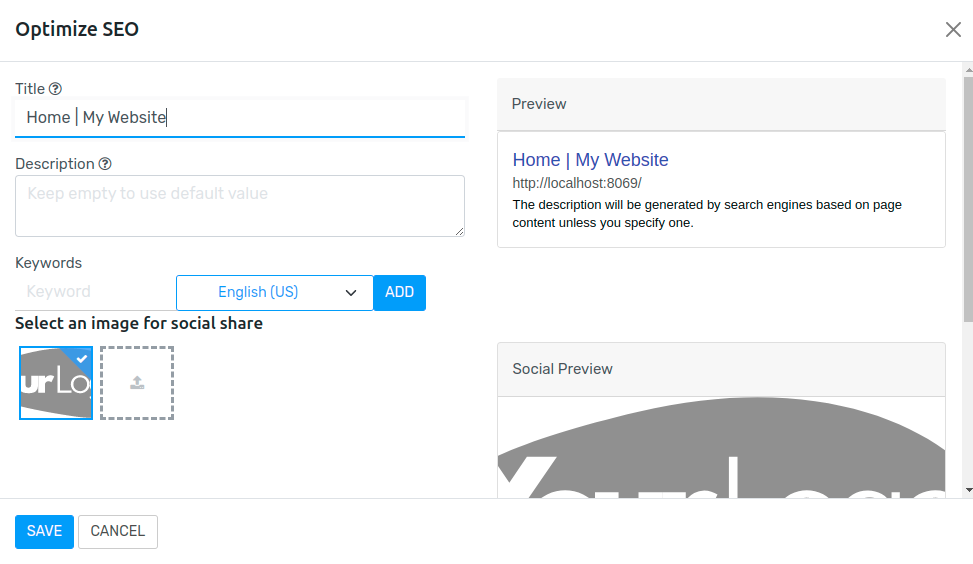 Optimize SEO
Title
Home | My Website
Description
Keep empty to use default value
Keywords
Keyword
English (US)
ADD
Select an image for social share
ur Lo
Preview
Home | My Website
http://localhost:8069/
The description will be generated by search engines based on page
content unless you specify one.
Social Preview
YourLogo
SAVE
CANCEL